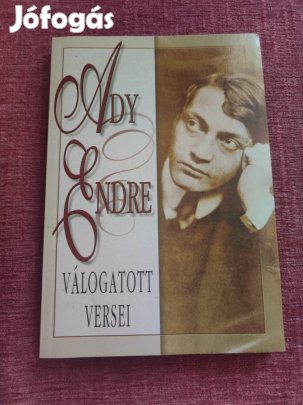 Jófogás
ADY
ENDRE
VÁLOGATOTT
VERSEI